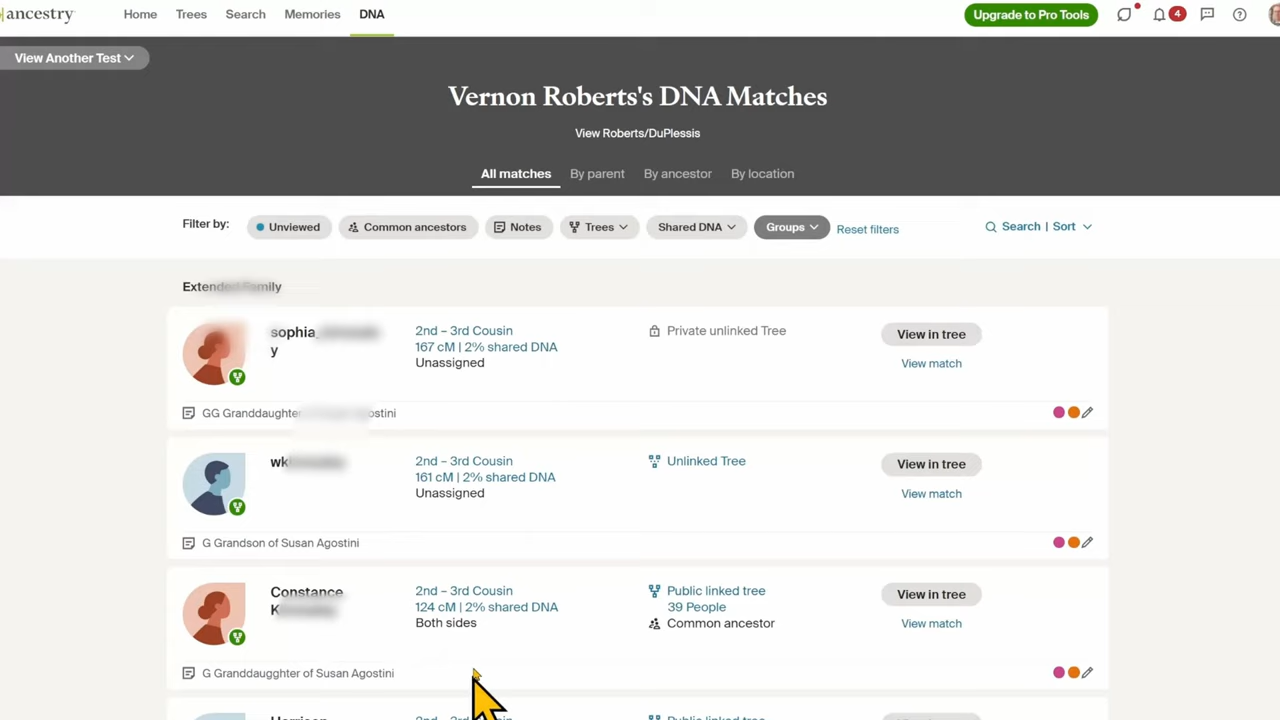 ancestry Home Trees Search Memories DNA Upgrade to Pro Tools 4
View Another Test
Vernon Roberts's DNA Matches
View Roberts/DuPlessis
All matches By parent By ancestor By location
Filter by: Unviewed Common ancestors Notes Trees Shared DNA Groups Reset filters Search | Sort
Extended Family
sophia
y
2nd – 3rd Cousin
167 cM | 2% shared DNA
Unassigned
Private unlinked Tree
View in tree
View match
GG Granddaughter
wk
2nd – 3rd Cousin
161 cM | 2% shared DNA
Unassigned
Unlinked Tree
View in tree
View match
G Grandson of Susan Agostini
Constance
K
2nd – 3rd Cousin
124 cM | 2% shared DNA
Both sides
Public linked tree
39 People
Common ancestor
View in tree
View match
G Granddaugghter of Susan Agostini